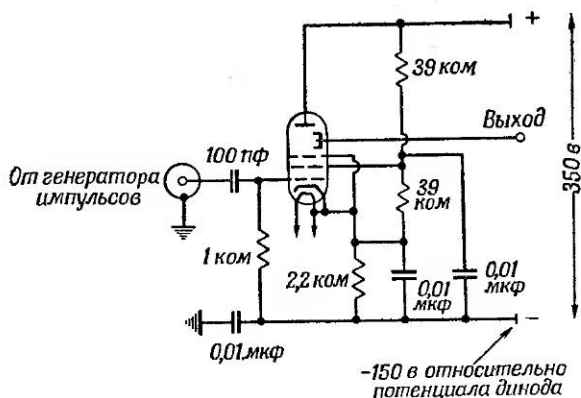 +
39 ком
Выход
350 в
100 пф
От генератора
импульсов
39
ком
1 ком
2,2 ком
0,01
мкф
0,01
мкф
0,01 мкф
−
-150 в относительно
потенциала динода